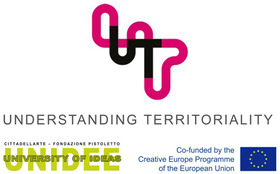 UT
UNDERSTANDING TERRITORIALITY
CITTADELLARTE – FONDAZIONE PISTOLETTO
UNIDEE
UNIVERSITY OF IDEAS
Co-funded by the
Creative Europe Programme
of the European Union